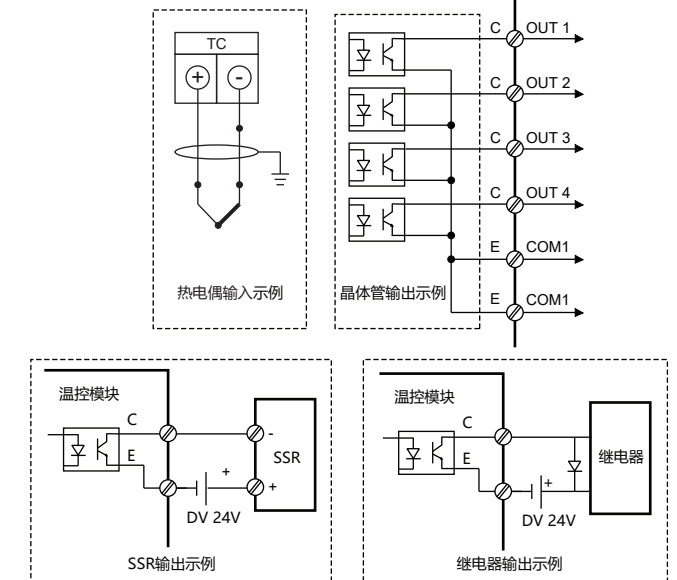 TC
+ -
热电偶输入示例
C OUT 1
C OUT 2
C OUT 3
C OUT 4
E COM1
E COM1
晶体管输出示例
温控模块
C
E
-
SSR
+ +
DV 24V
SSR输出示例
温控模块
C
E
继电器
+
DV 24V
继电器输出示例